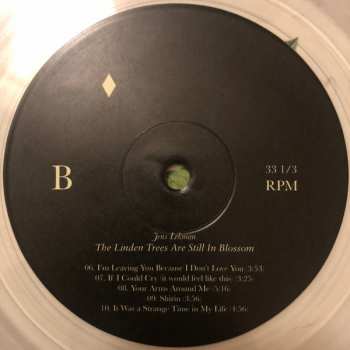 B
33 1/3
RPM
Jens Lekman
The Linden Trees Are Still In Blossom
06. I'm Leaving You Because I Don't Love You (3:53)
07. If I Could Cry (it would feel like this) (3:25)
08. Your Arms Around Me (5:16)
09. Shirin (3:56)
10. It Was a Strange Time in My Life (4:56)